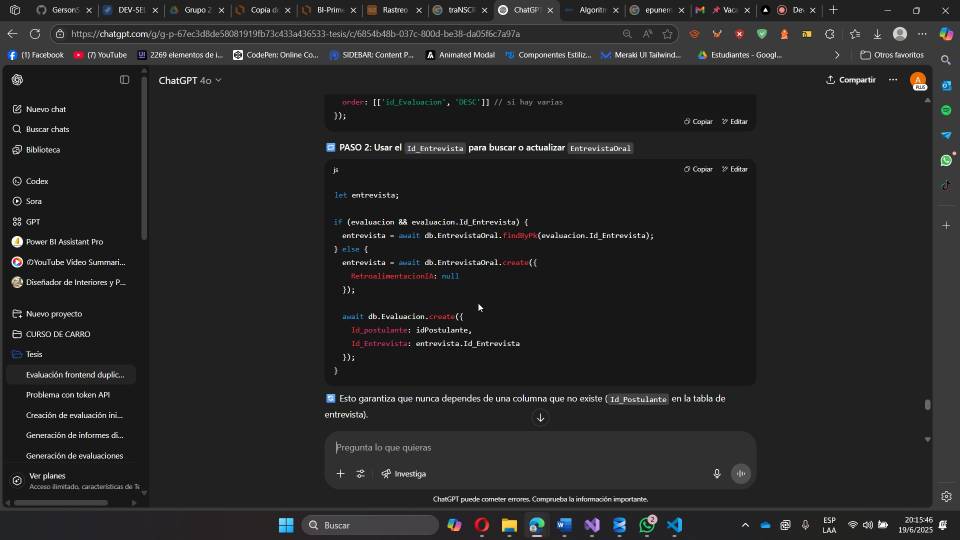 GersonS
DEV-SEL
Grupo 2
Copia d
BI-Prime
Rastreo
traNSCR
ChatGPT
Algoritm
epunem
Vaca
De
https://chatgpt.com/g/g-p-67ec3d8de58081919fb73c433a436533-tesis/c/6854b48b-037c-800d-be38-da05f6c7a97a
(1) Facebook
(7) YouTube
2269 elementos de i...
CodePen: Online Co...
SIDEBAR: Component...
Animated Modal
Componentes Estiliz...
Meraki UI Tailwind...
Estudiantes - Googl...
Otros favoritos
ChatGPT 4o
Compartir
PLUS
Nuevo chat
Buscar chats
Biblioteca
Codex
Sora
GPT
Power BI Assistant Pro
©YouTube Video Summari...
Diseñador de Interiores y P...
Nuevo proyecto
CURSO DE CARRO
Tesis
Evaluación frontend duplic...
Problema con token API
Creación de evaluación ini...
Generación de informes di...
Generación de evaluaciones
Ver planes
Acceso ilimitado, características de Te
order: [['id_Evaluacion', 'DESC']] // si hay varias
});
Copiar Editar
PASO 2: Usar el Id_Entrevista para buscar o actualizar EntrevistaOral
js
Copiar Editar
let entrevista;
if (evaluacion && evaluacion.Id_Entrevista) {
entrevista = await db.EntrevistaOral.findByPk(evaluacion.Id_Entrevista);
} else {
entrevista = await db.EntrevistaOral.create({
RetroalimentacionIA: null
});
await db.Evaluacion.create({
Id_postulante: idPostulante,
Id_Entrevista: entrevista.Id_Entrevista
});
}
Esto garantiza que nunca dependes de una columna que no existe (Id_Postulante en la tabla de
entrevista).
Pregunta lo que quieras
Investiga
ChatGPT puede cometer errores. Comprueba la información importante.
Buscar
2
ESP
LAA
20:15:46
19/6/2025